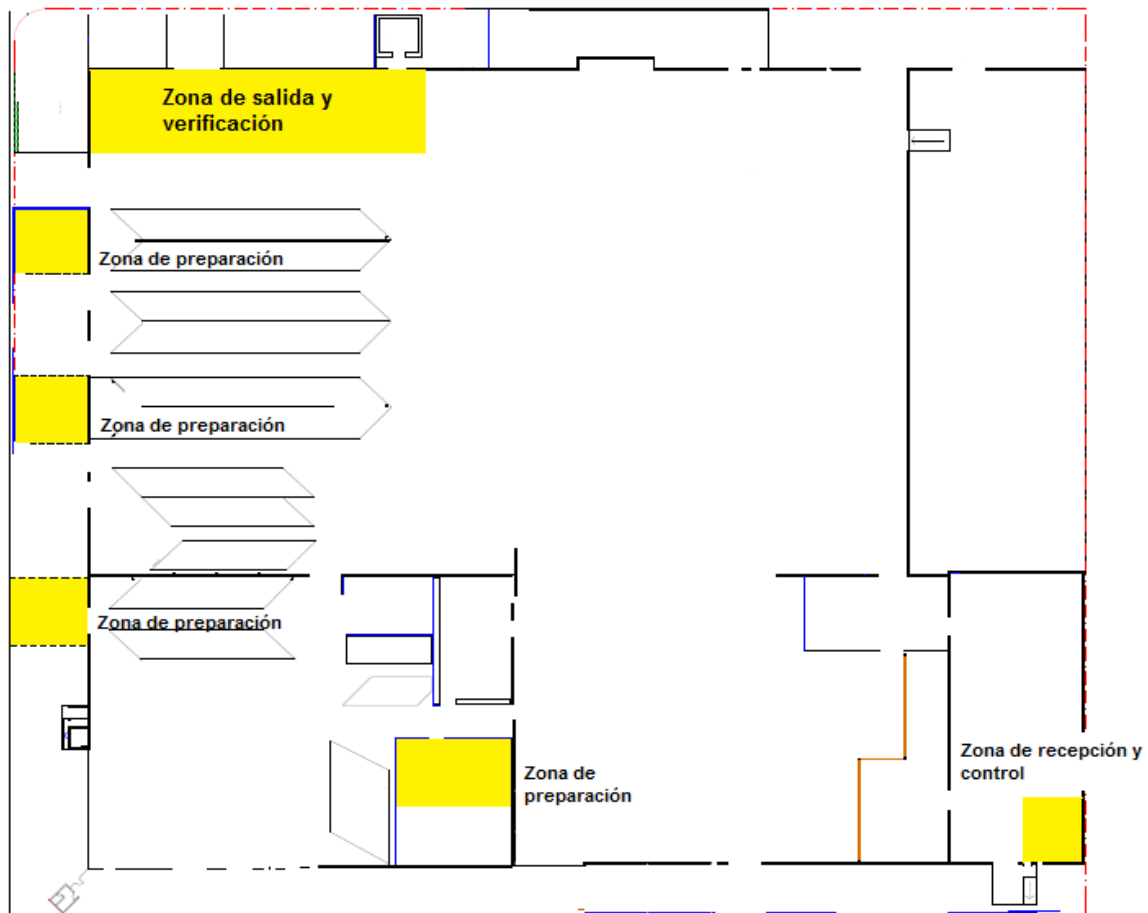 Zona de salida y
verificación
Zona de preparación
Zona de preparación
Zona de preparación
Zona de
preparación
Zona de recepción y
control